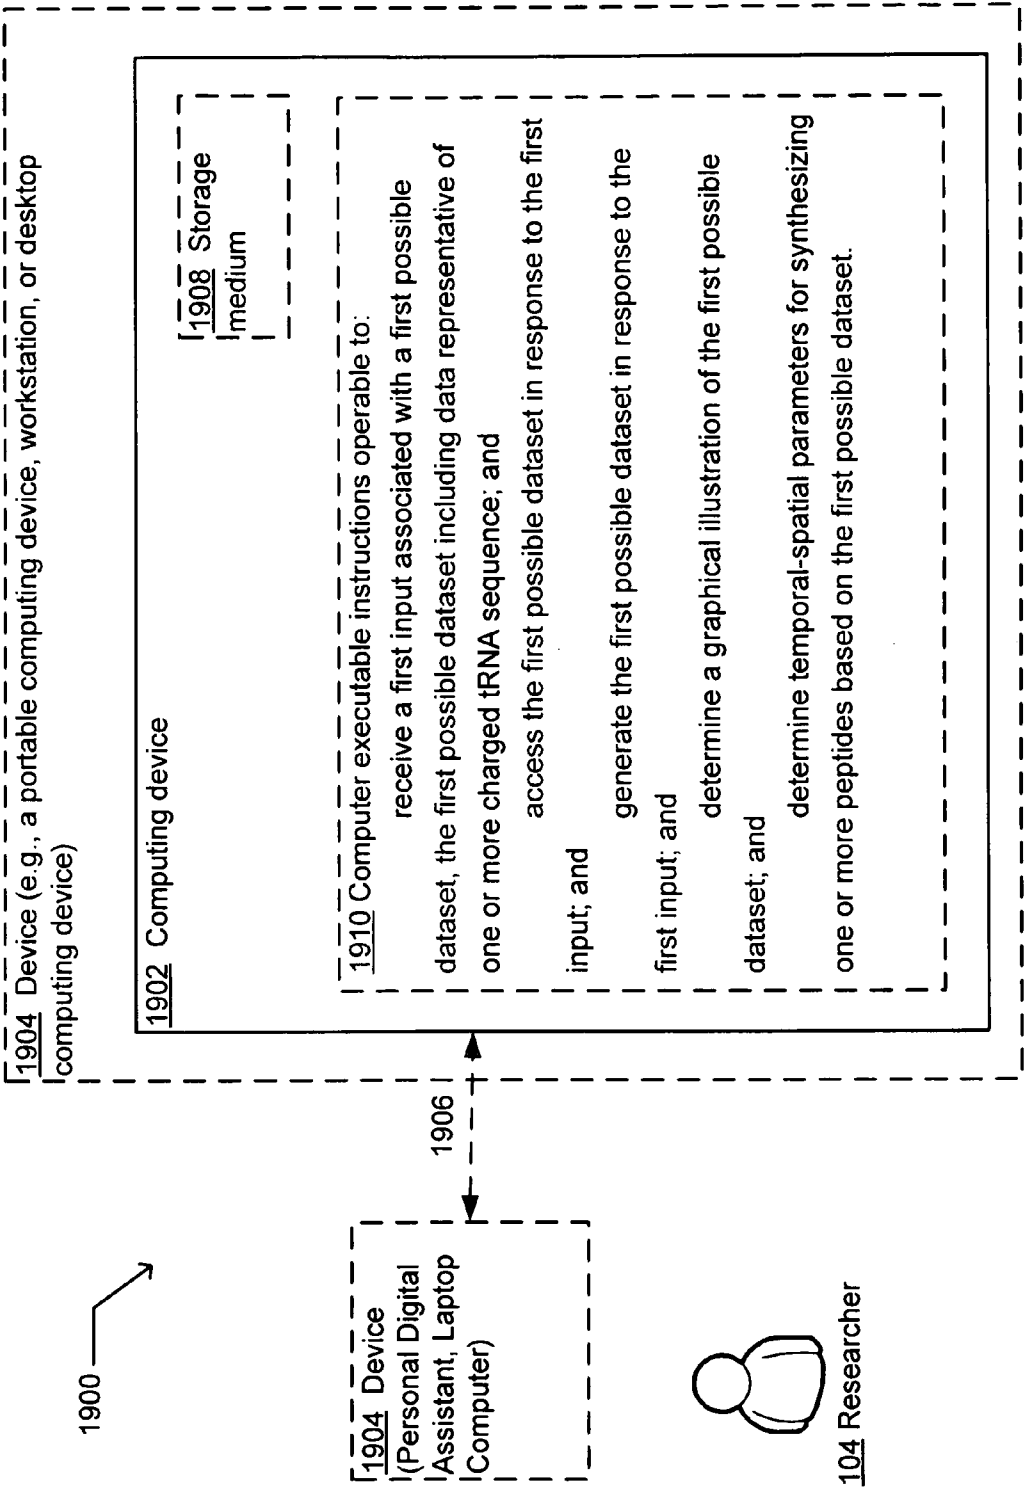 1900
1904 Device (e.g., a portable computing device, workstation, or desktop
computing device)
1902 Computing device
1908 Storage
medium
1910 Computer executable instructions operable to:
receive a first input associated with a first possible
dataset, the first possible dataset including data representative of
one or more charged tRNA sequence; and
access the first possible dataset in response to the first
input; and
generate the first possible dataset in response to the
first input; and
determine a graphical illustration of the first possible
dataset; and
determine temporal-spatial parameters for synthesizing
one or more peptides based on the first possible dataset.
1906
1904 Device
(Personal Digital
Assistant, Laptop
Computer)
104 Researcher